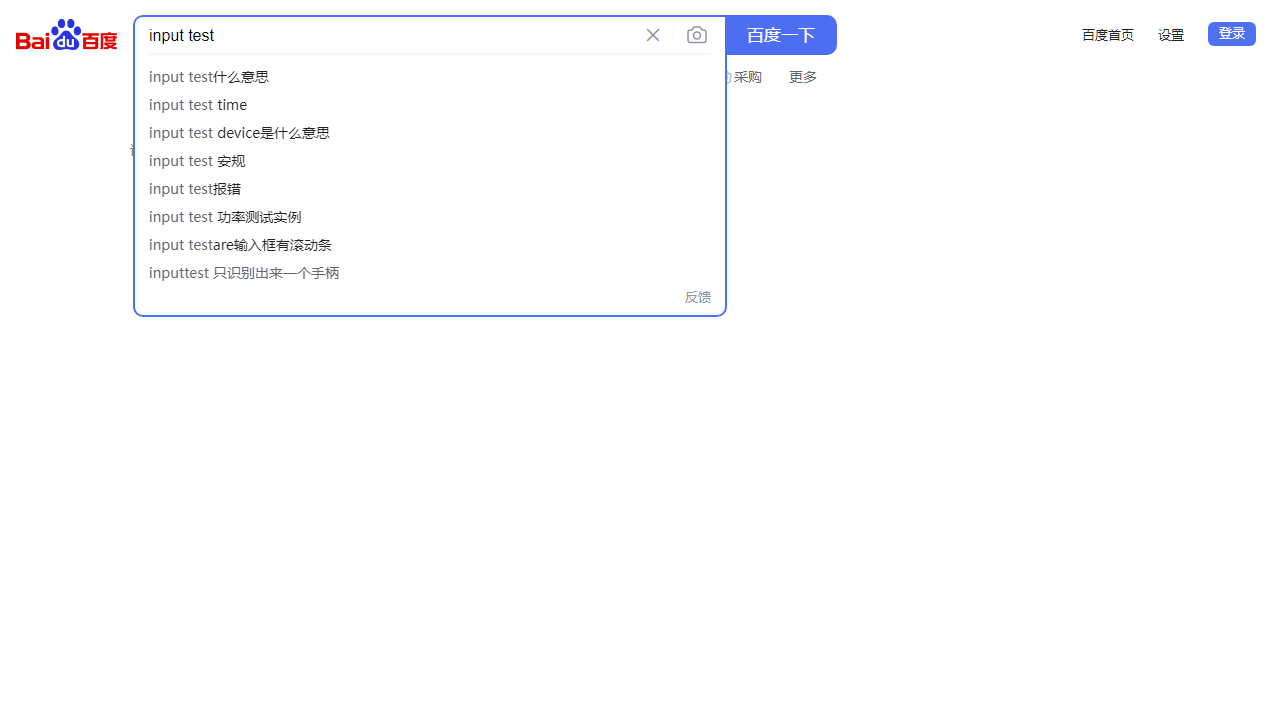 Bai du 百度
input test
百度一下
百度首页 设置 登录
采购 更多
input test什么意思
input test time
input test device是什么意思
input test 安规
input test报错
input test 功率测试实例
input testare输入框有滚动条
inputtest 只识别出来一个手柄
反馈